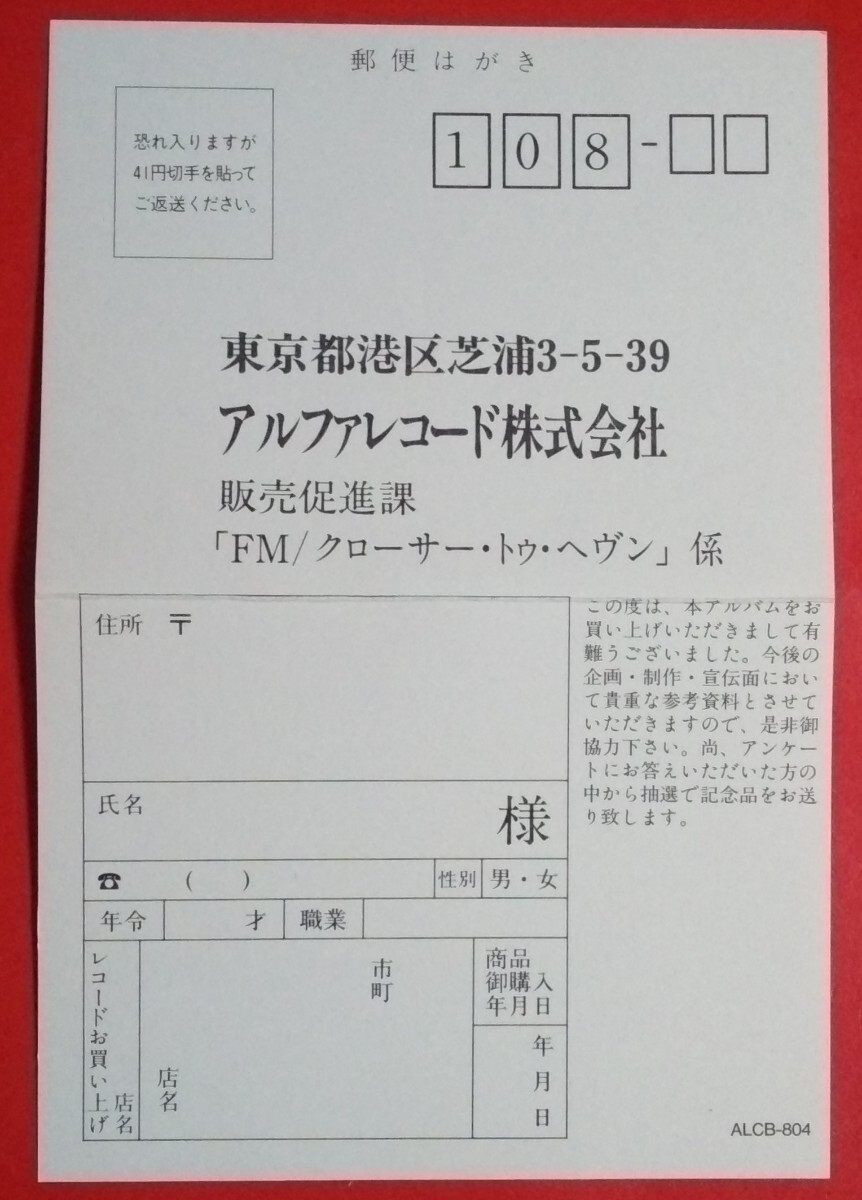 郵便はがき
恐れ入りますが
41円切手を貼って
ご返送ください。
108-
東京都港区芝浦3-5-39
アルファレコード株式会社
販売促進課
「FM/クローサー・トゥ・ヘヴン」係
住所 〒
氏名 様
☎ ( ) 性別 男・女
年令 才 職業
レコードお買い上げ店名
市
町
店名
商品
御購入
年月日
年
月
日
この度は、本アルバムをお
買い上げいただきまして有
難うございました。今後の
企画・制作・宣伝面におい
て貴重な参考資料とさせて
いただきますので、是非御
協力下さい。尚、アンケー
トにお答えいただいた方の
中から抽選で記念品をお送
り致します。
ALCB-804